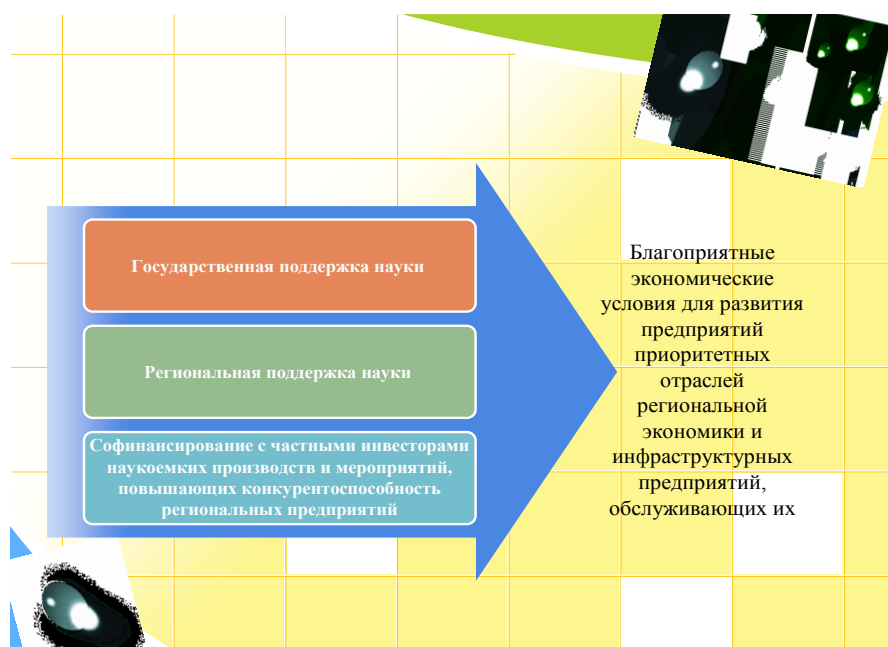 Государственная поддержка науки
Региональная поддержка науки
Софинансирование с частными инвесторами
наукоемких производств и мероприятий,
повышающих конкурентоспособность
региональных предприятий
Благоприятные
экономические
условия для развития
предприятий
приоритетных
отраслей
региональной
экономики и
инфраструктурных
предприятий,
обслуживающих их